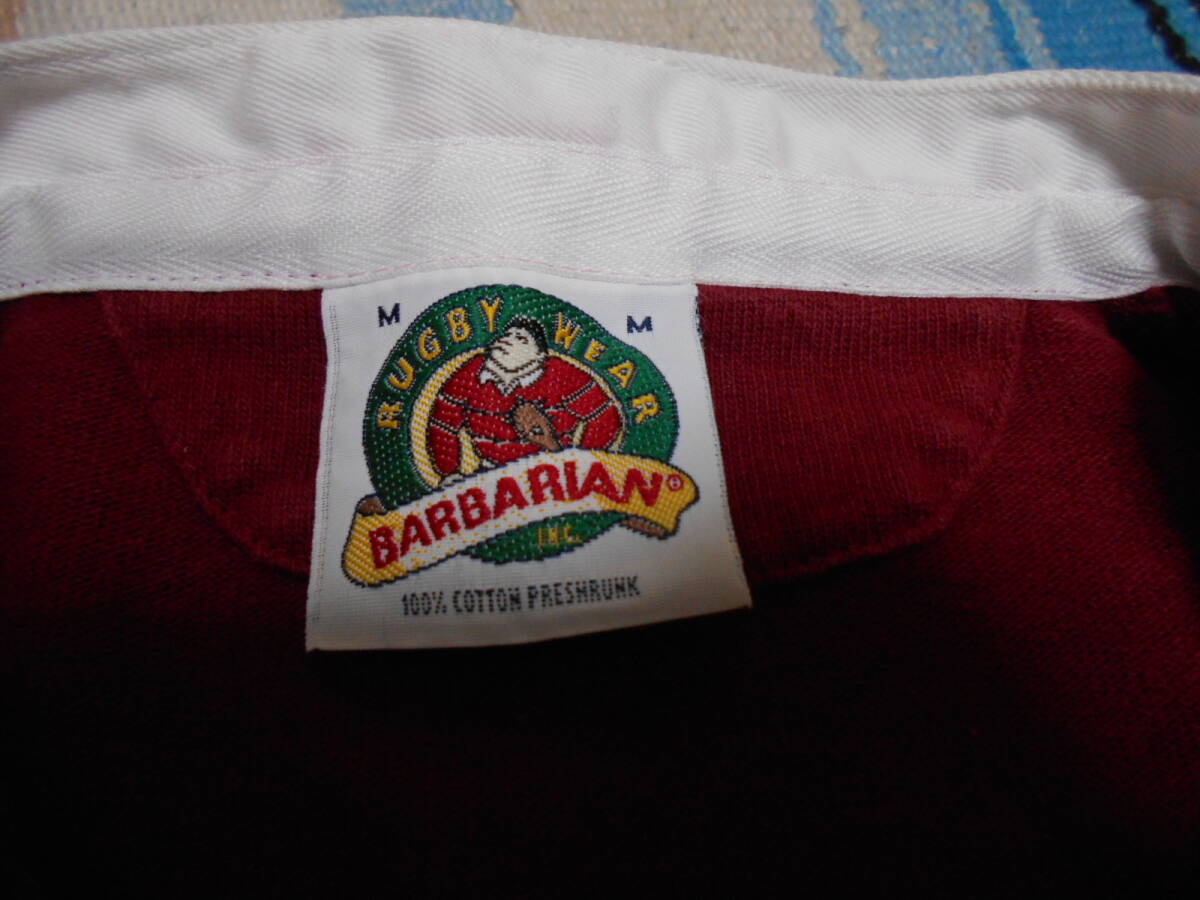 M M
RUGBY WEAR
BARBARIAN®
INC.
100% COTTON PRESHRUNK